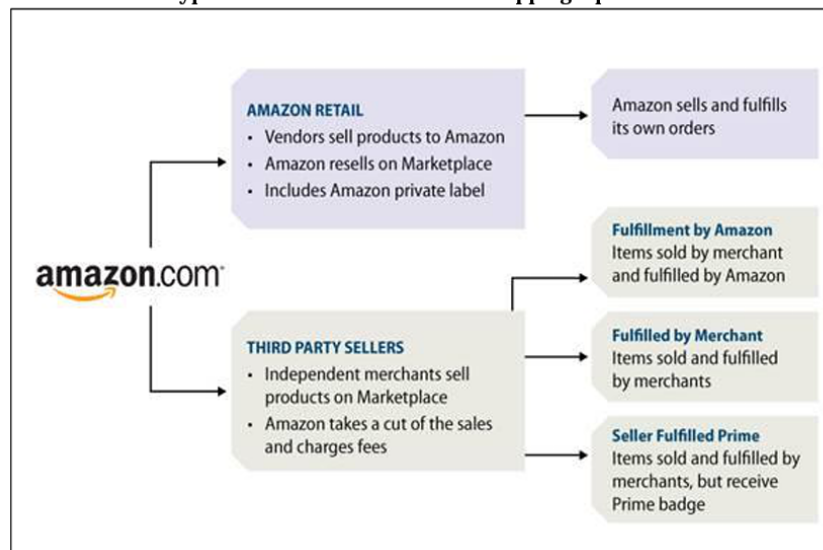 AMAZON RETAIL
• Vendors sell products to Amazon
• Amazon resells on Marketplace
• Includes Amazon private label
Amazon sells and fulfills
its own orders
amazon.com
Fulfillment by Amazon
Items sold by merchant
and fulfilled by Amazon
THIRD PARTY SELLERS
• Independent merchants sell
products on Marketplace
• Amazon takes a cut of the sales
and charges fees
Fulfilled by Merchant
Items sold and fulfilled
by merchants
Seller Fulfilled Prime
Items sold and fulfilled by
merchants, but receive
Prime badge